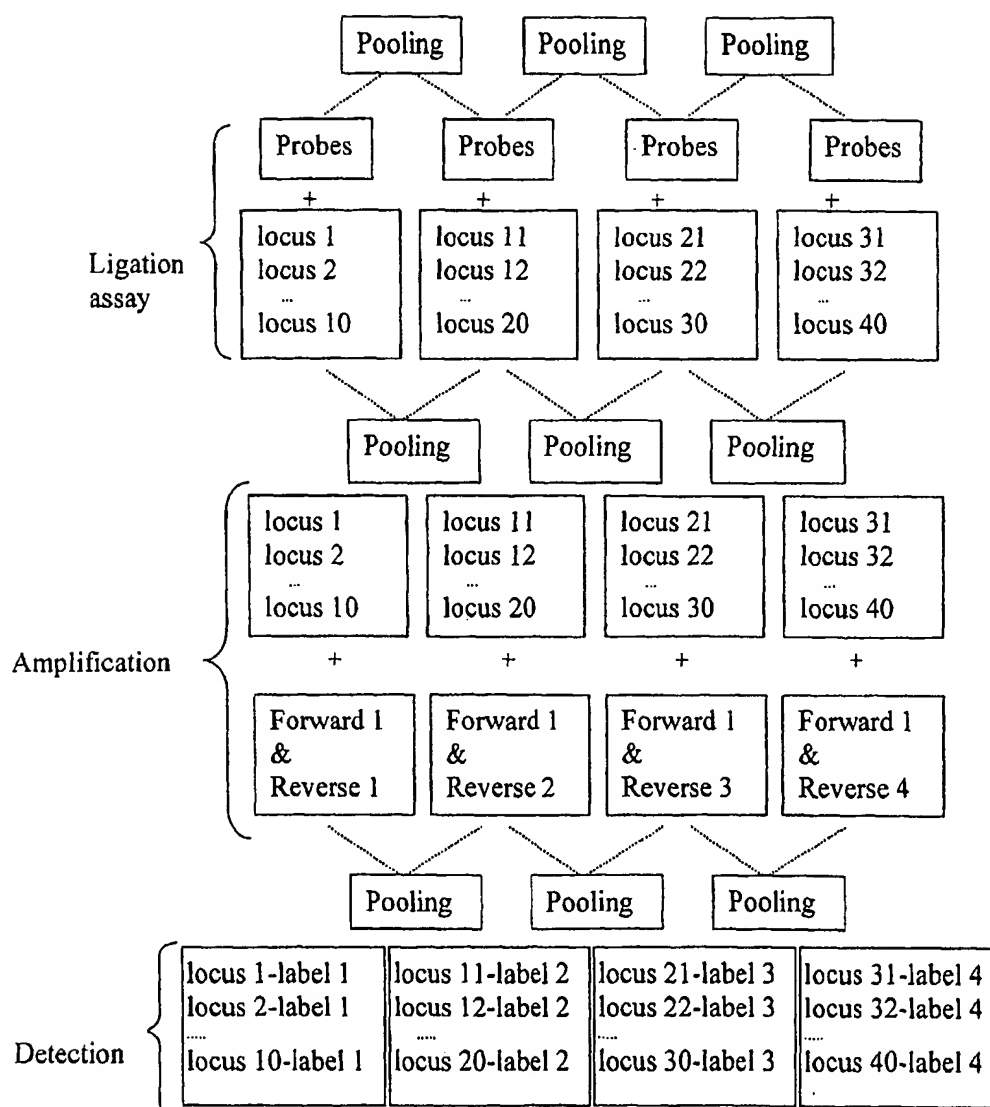 Pooling Pooling Pooling
Probes Probes Probes Probes
+ + + +
Ligation
assay
locus 1
locus 2
...
locus 10
locus 11
locus 12
...
locus 20
locus 21
locus 22
...
locus 30
locus 31
locus 32
...
locus 40
Pooling Pooling Pooling
Amplification
locus 1
locus 2
...
locus 10
locus 11
locus 12
...
locus 20
locus 21
locus 22
...
locus 30
locus 31
locus 32
...
locus 40
+ + + +
Forward 1
&
Reverse 1
Forward 1
&
Reverse 2
Forward 1
&
Reverse 3
Forward 1
&
Reverse 4
Pooling Pooling Pooling
Detection
locus 1-label 1
locus 2-label 1
.....
locus 10-label 1
locus 11-label 2
locus 12-label 2
.....
locus 20-label 2
locus 21-label 3
locus 22-label 3
.....
locus 30-label 3
locus 31-label 4
locus 32-label 4
.....
locus 40-label 4